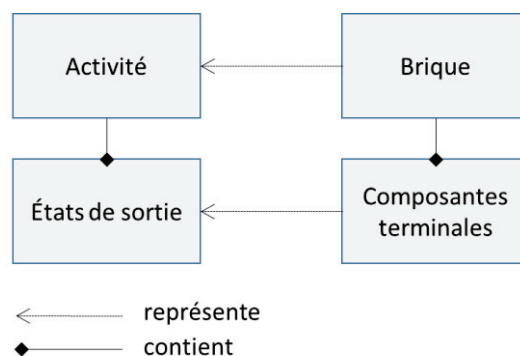 Activité
Brique
États de sortie
Composantes
terminales
représente
contient